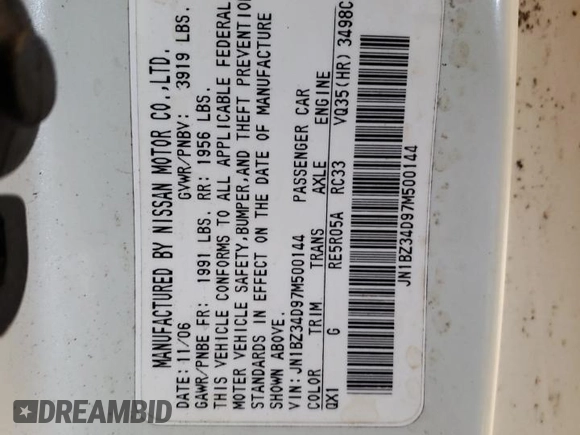 MANUFACTURED BY NISSAN MOTOR CO.,LTD.
DATE: 11/06 GVWR/PNBV: 3919 LBS.
GAWR/PNBE FR: 1991 LBS. RR: 1956 LBS.
THIS VEHICLE CONFORMS TO ALL APPLICABLE FEDERAL
MOTER VEHICLE SAFETY,BUMPER,AND THEFT PREVENTION
STANDARDS IN EFFECT ON THE DATE OF MANUFACTURE
SHOWN ABOVE.
VIN: JN1BZ34D97M500144 PASSENGER CAR
COLOR TRIM TRANS AXLE ENGINE
QX1 G RE5R05A RC33 VQ35(HR) 3498C
JN1BZ34D97M500144
DREAMBID